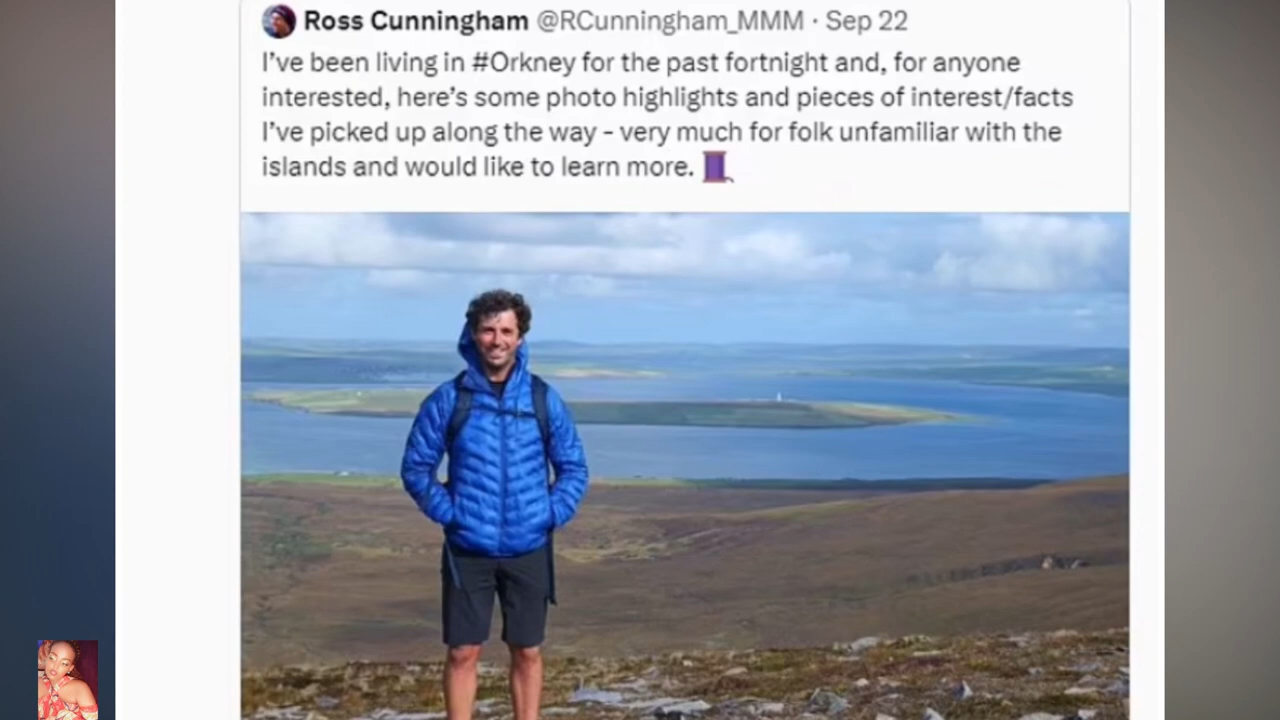 Ross Cunningham @RCunningham_MMM · Sep 22
I’ve been living in #Orkney for the past fortnight and, for anyone
interested, here’s some photo highlights and pieces of interest/facts
I’ve picked up along the way - very much for folk unfamiliar with the
islands and would like to learn more. 🧵